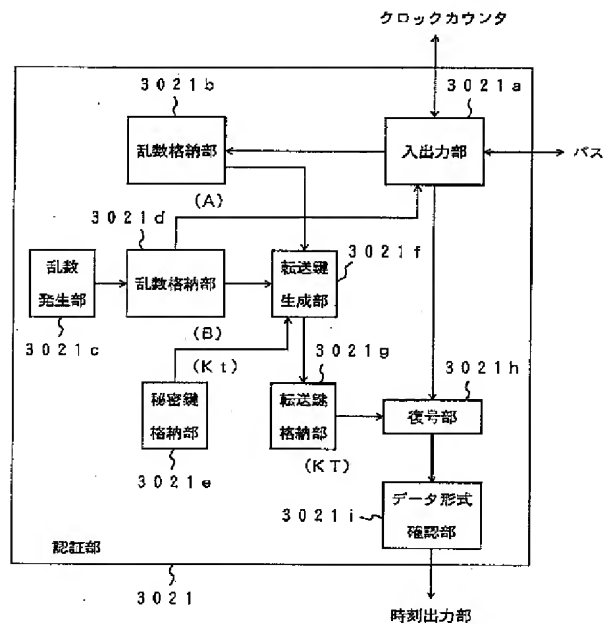 クロックカウンタ
3021b
3021a
乱数格納部
入出力部
バス
(A)
3021d
3021f
乱数
発生部
乱数格納部
転送鍵
生成部
3021c
(B)
(Kt)
3021g
3021h
秘密鍵
格納部
転送鍵
格納部
復号部
(KT)
3021e
3021i
データ形式
確認部
認証部
3021
時刻出力部